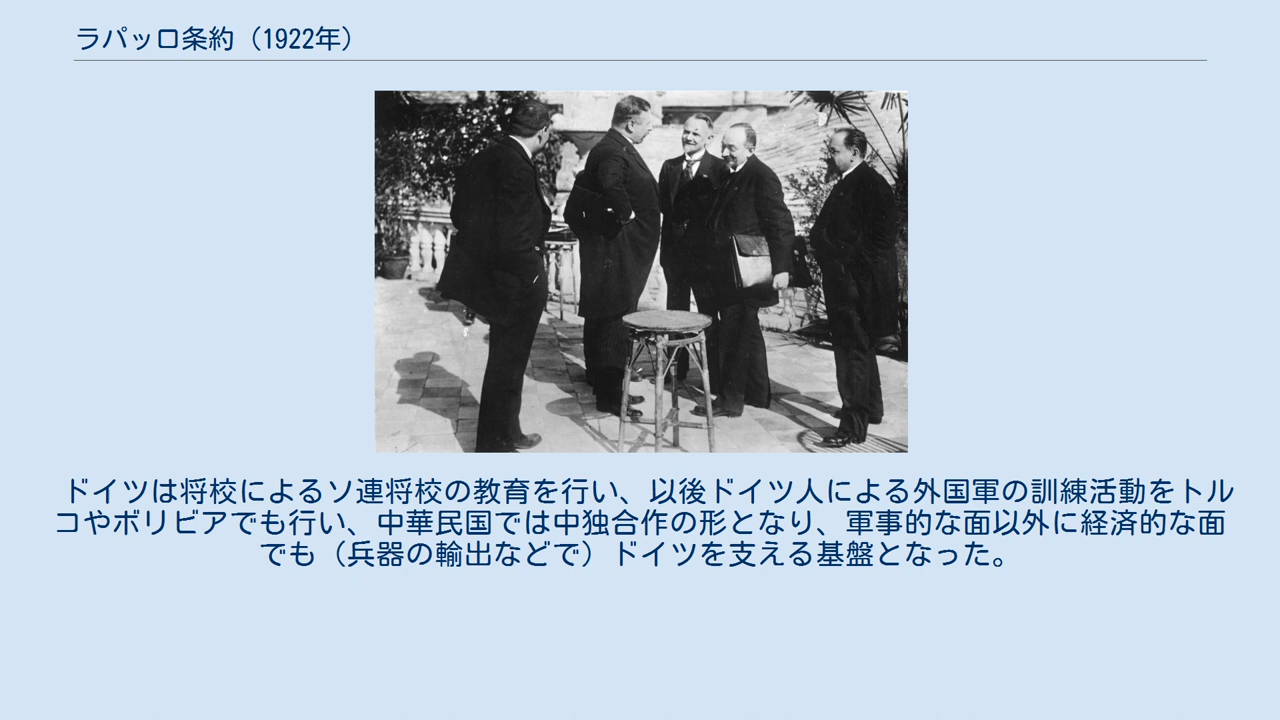 ラパッロ条約（1922年）
ドイツは将校によるソ連将校の教育を行い、以後ドイツ人による外国軍の訓練活動をトル
コやボリビアでも行い、中華民国では中独合作の形となり、軍事的な面以外に経済的な面
でも（兵器の輸出などで）ドイツを支える基盤となった。